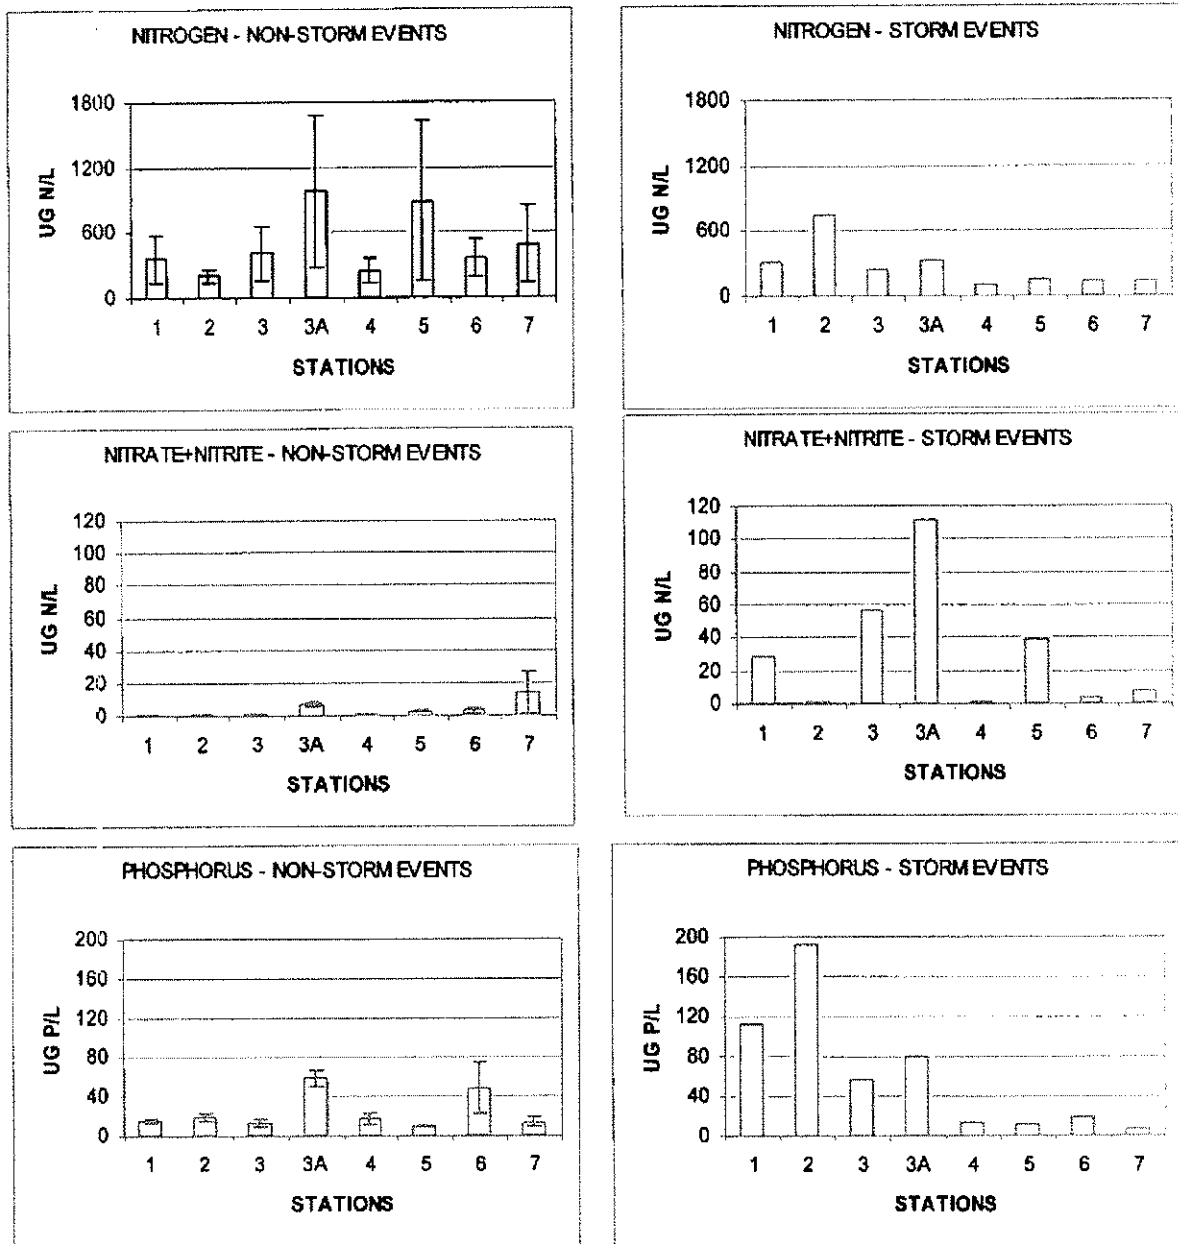 NITROGEN - NON-STORM EVENTS
UG N/L
1800
1200
600
0
1 2 3 3A 4 5 6 7
STATIONS
NITROGEN - STORM EVENTS
UG N/L
1800
1200
600
0
1 2 3 3A 4 5 6 7
STATIONS
NITRATE+NITRITE - NON-STORM EVENTS
UG N/L
120
100
80
60
40
20
0
1 2 3 3A 4 5 6 7
STATIONS
NITRATE+NITRITE - STORM EVENTS
UG N/L
120
100
80
60
40
20
0
1 2 3 3A 4 5 6 7
STATIONS
PHOSPHORUS - NON-STORM EVENTS
UG P/L
200
160
120
80
40
0
1 2 3 3A 4 5 6 7
STATIONS
PHOSPHORUS - STORM EVENTS
UG P/L
200
160
120
80
40
0
1 2 3 3A 4 5 6 7
STATIONS